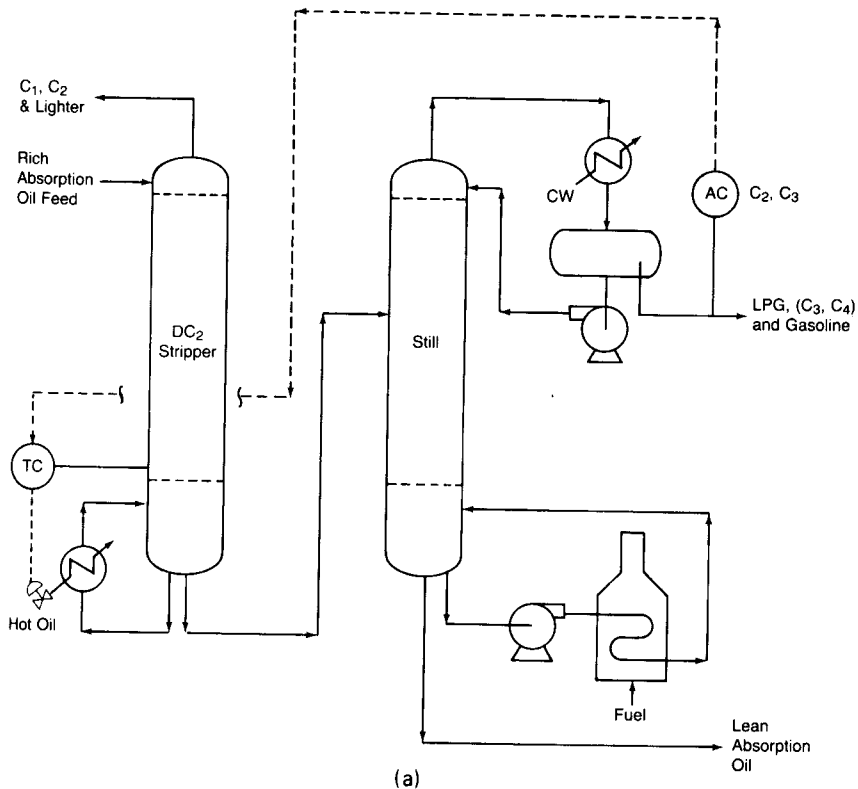 C₁, C₂
& Lighter
Rich
Absorption
Oil Feed
DC₂
Stripper
TC
Hot Oil
Still
CW
AC
C₂, C₃
LPG, (C₃, C₄)
and Gasoline
Fuel
Lean
Absorption
Oil
(a)